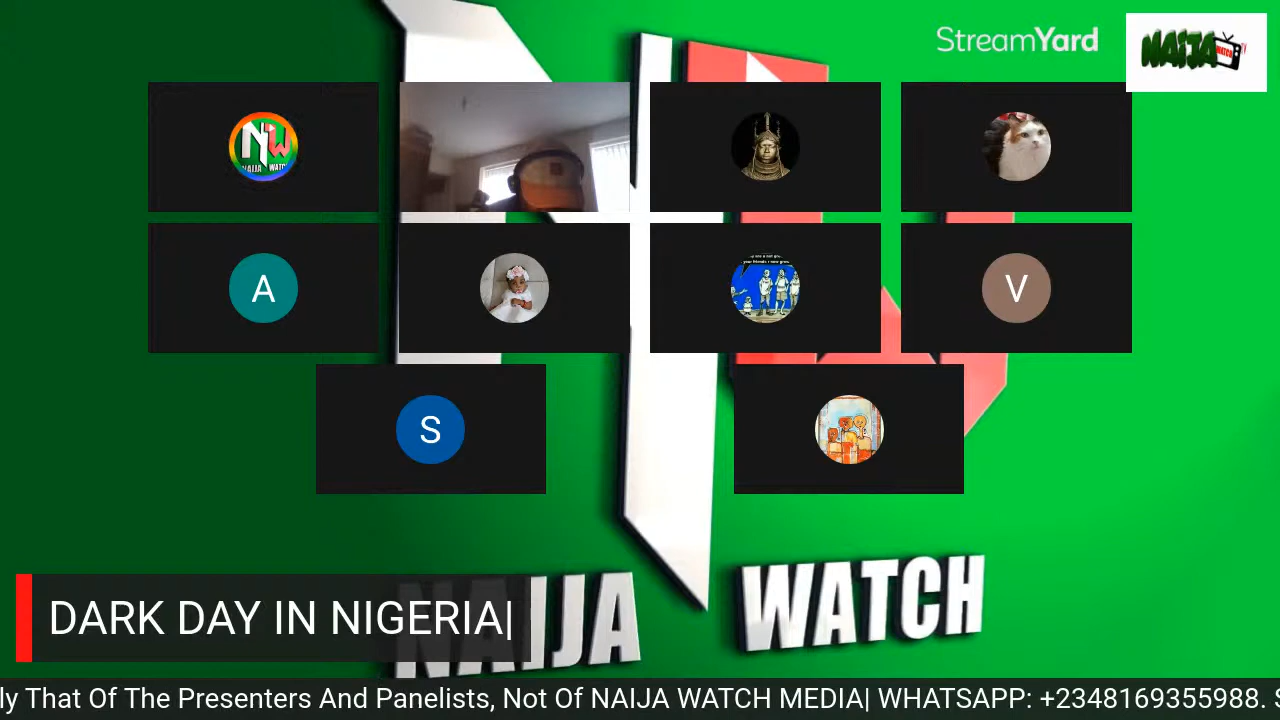 StreamYard
NAIJA
WATCH
A
V
S
DARK DAY IN NIGERIA|
NAIJA WATCH
ly That Of The Presenters And Panelists, Not Of NAIJA WATCH MEDIA| WHATSAPP: +2348169355988. S